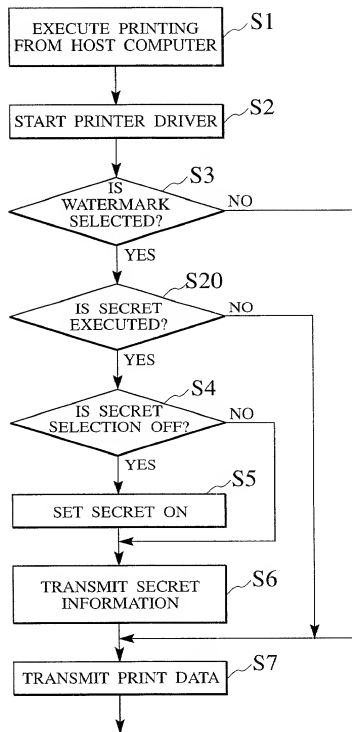 EXECUTE PRINTING
FROM HOST COMPUTER
S1
START PRINTER DRIVER
S2
IS
WATERMARK
SELECTED?
S3
NO
YES
IS SECRET
EXECUTED?
S20
NO
YES
IS SECRET
SELECTION OFF?
S4
NO
YES
SET SECRET ON
S5
TRANSMIT SECRET
INFORMATION
S6
TRANSMIT PRINT DATA
S7